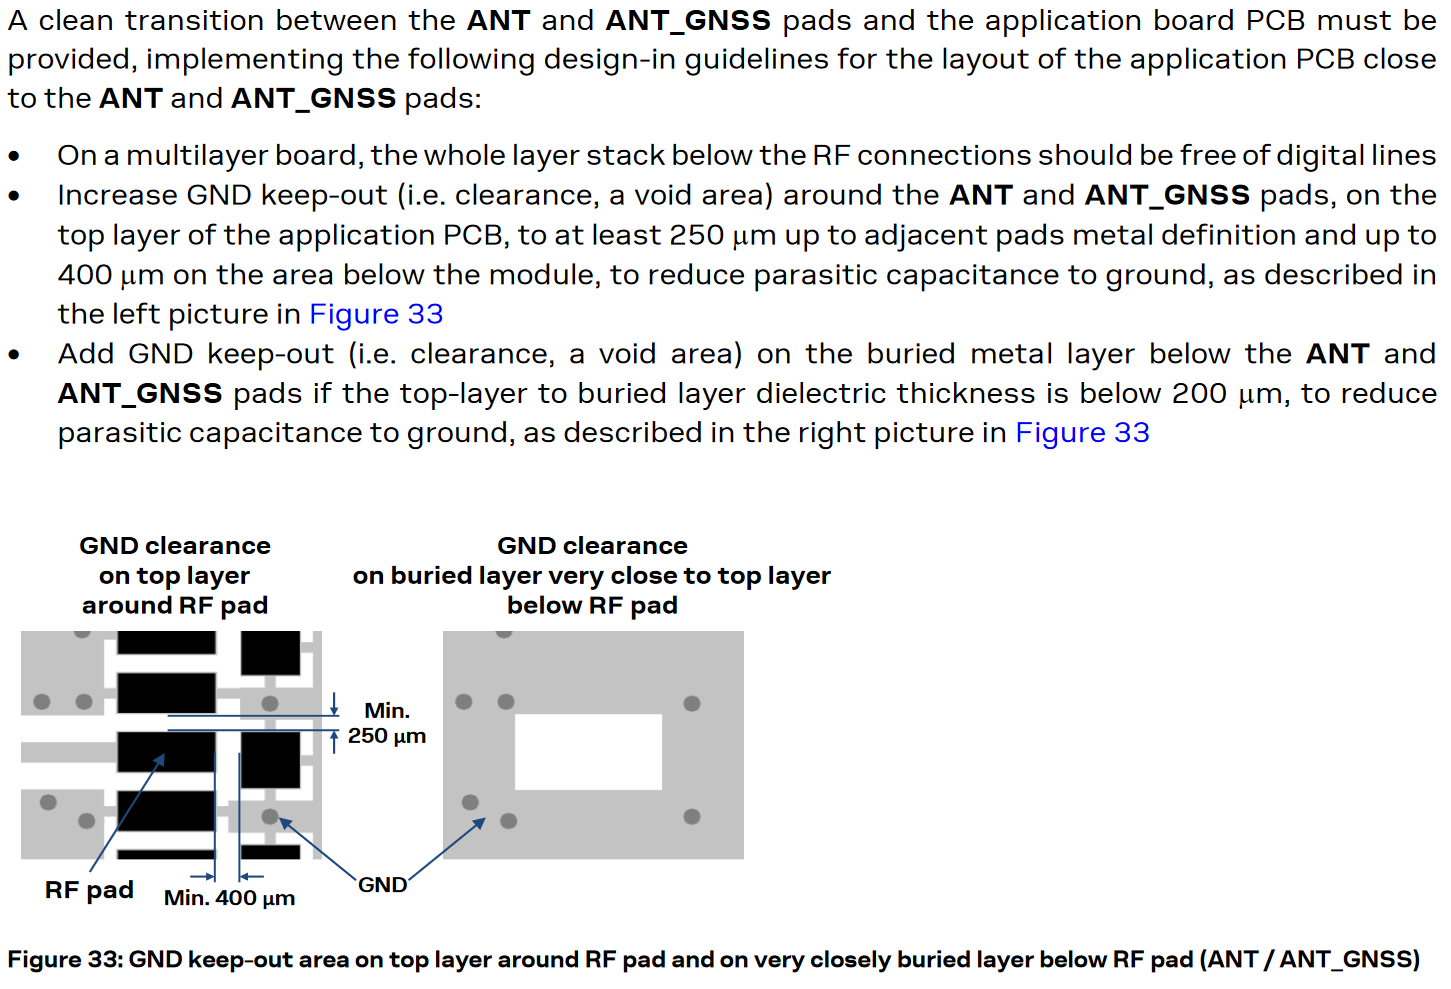 A clean transition between the ANT and ANT_GNSS pads and the application board PCB must be
provided, implementing the following design-in guidelines for the layout of the application PCB close
to the ANT and ANT_GNSS pads:
• On a multilayer board, the whole layer stack below the RF connections should be free of digital lines
• Increase GND keep-out (i.e. clearance, a void area) around the ANT and ANT_GNSS pads, on the
top layer of the application PCB, to at least 250 μm up to adjacent pads metal definition and up to
400 μm on the area below the module, to reduce parasitic capacitance to ground, as described in
the left picture in Figure 33
• Add GND keep-out (i.e. clearance, a void area) on the buried metal layer below the ANT and
ANT_GNSS pads if the top-layer to buried layer dielectric thickness is below 200 μm, to reduce
parasitic capacitance to ground, as described in the right picture in Figure 33
GND clearance
on top layer
around RF pad
GND clearance
on buried layer very close to top layer
below RF pad
Min.
250 μm
RF pad
Min. 400 μm
GND
Figure 33: GND keep-out area on top layer around RF pad and on very closely buried layer below RF pad (ANT / ANT_GNSS)